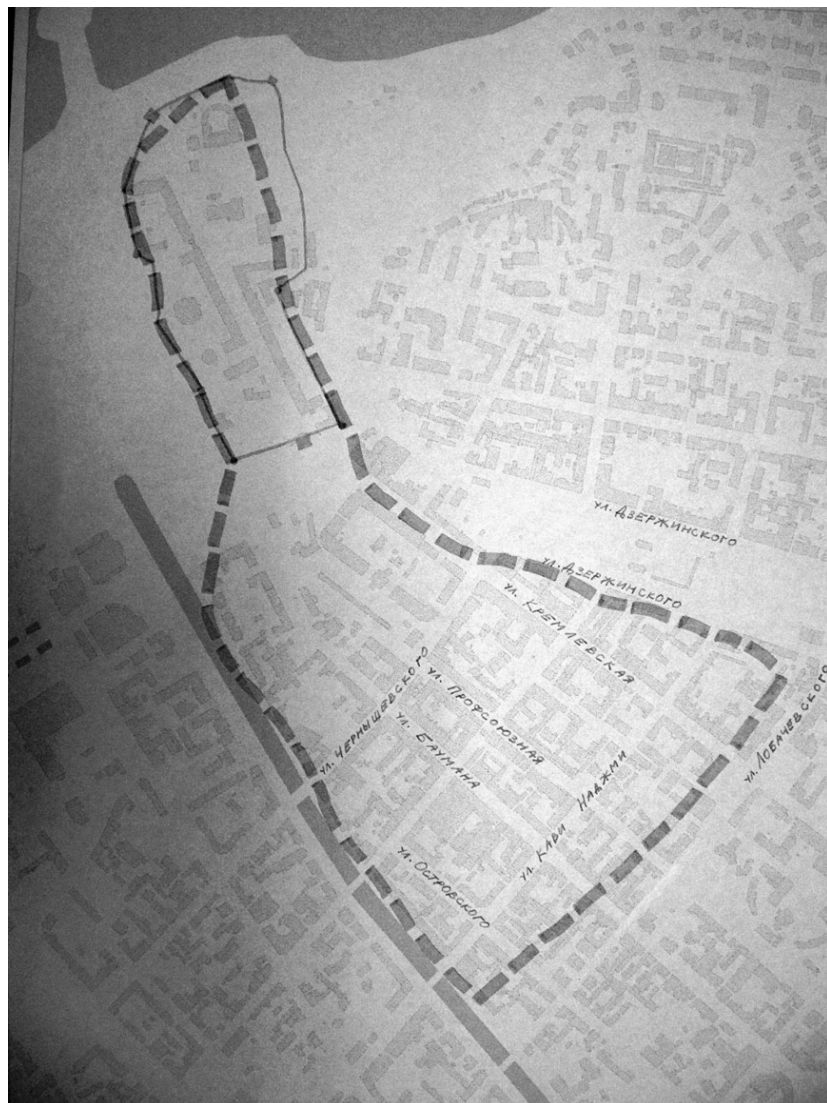 ул. Дзержинского
ул. Дзержинского
ул. Кремлевская
ул. Чернышевского
ул. Профсоюзная
ул. Баумана
ул. Лобачевского
ул. Кави Наджми
ул. Островского